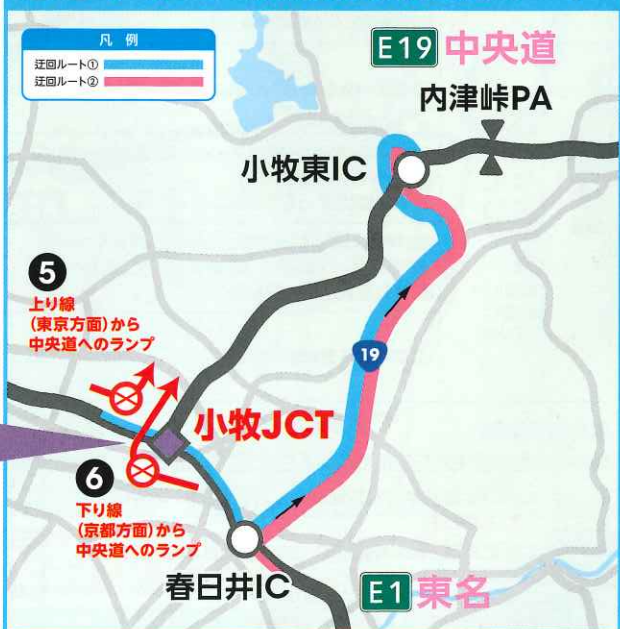 凡例
迂回ルート①
迂回ルート②
E19 中央道
内津峠PA
小牧東IC
5
上り線
(東京方面)から
中央道へのランプ
19
小牧JCT
6
下り線
(京都方面)から
中央道へのランプ
春日井IC
E1 東名